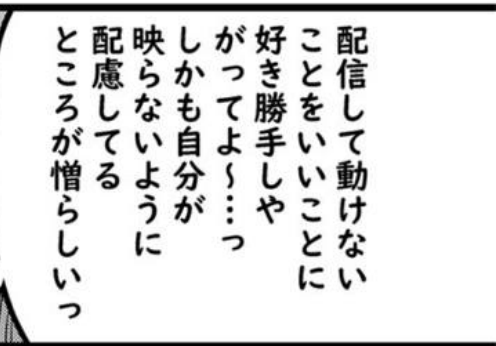 配信して動けない
ことをいいことに
好き勝手しや
がってよ～…っ
しかも自分が
映らないように
配慮してる
ところが憎らしいっ